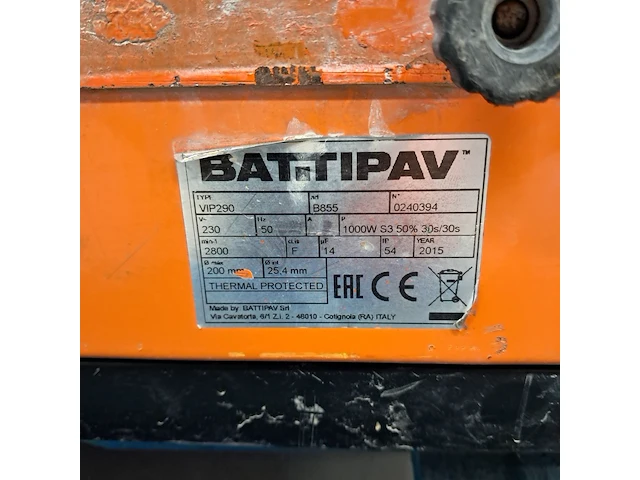 BATTIPAV™
TYPE Ref N°
VIP290 B855 0240394
V~ Hz A P
230 50 1000W S3 50% 30s/30s
min-1 cl.is µF IP YEAR
2800 F 14 54 2015
Ø max Ø int
200 mm 25,4 mm
THERMAL PROTECTED EAC CE
Made by BATTIPAV Srl
Via Cavatorta, 6/1 Z.I. 2 - 48010 - Cotignola (RA) ITALY